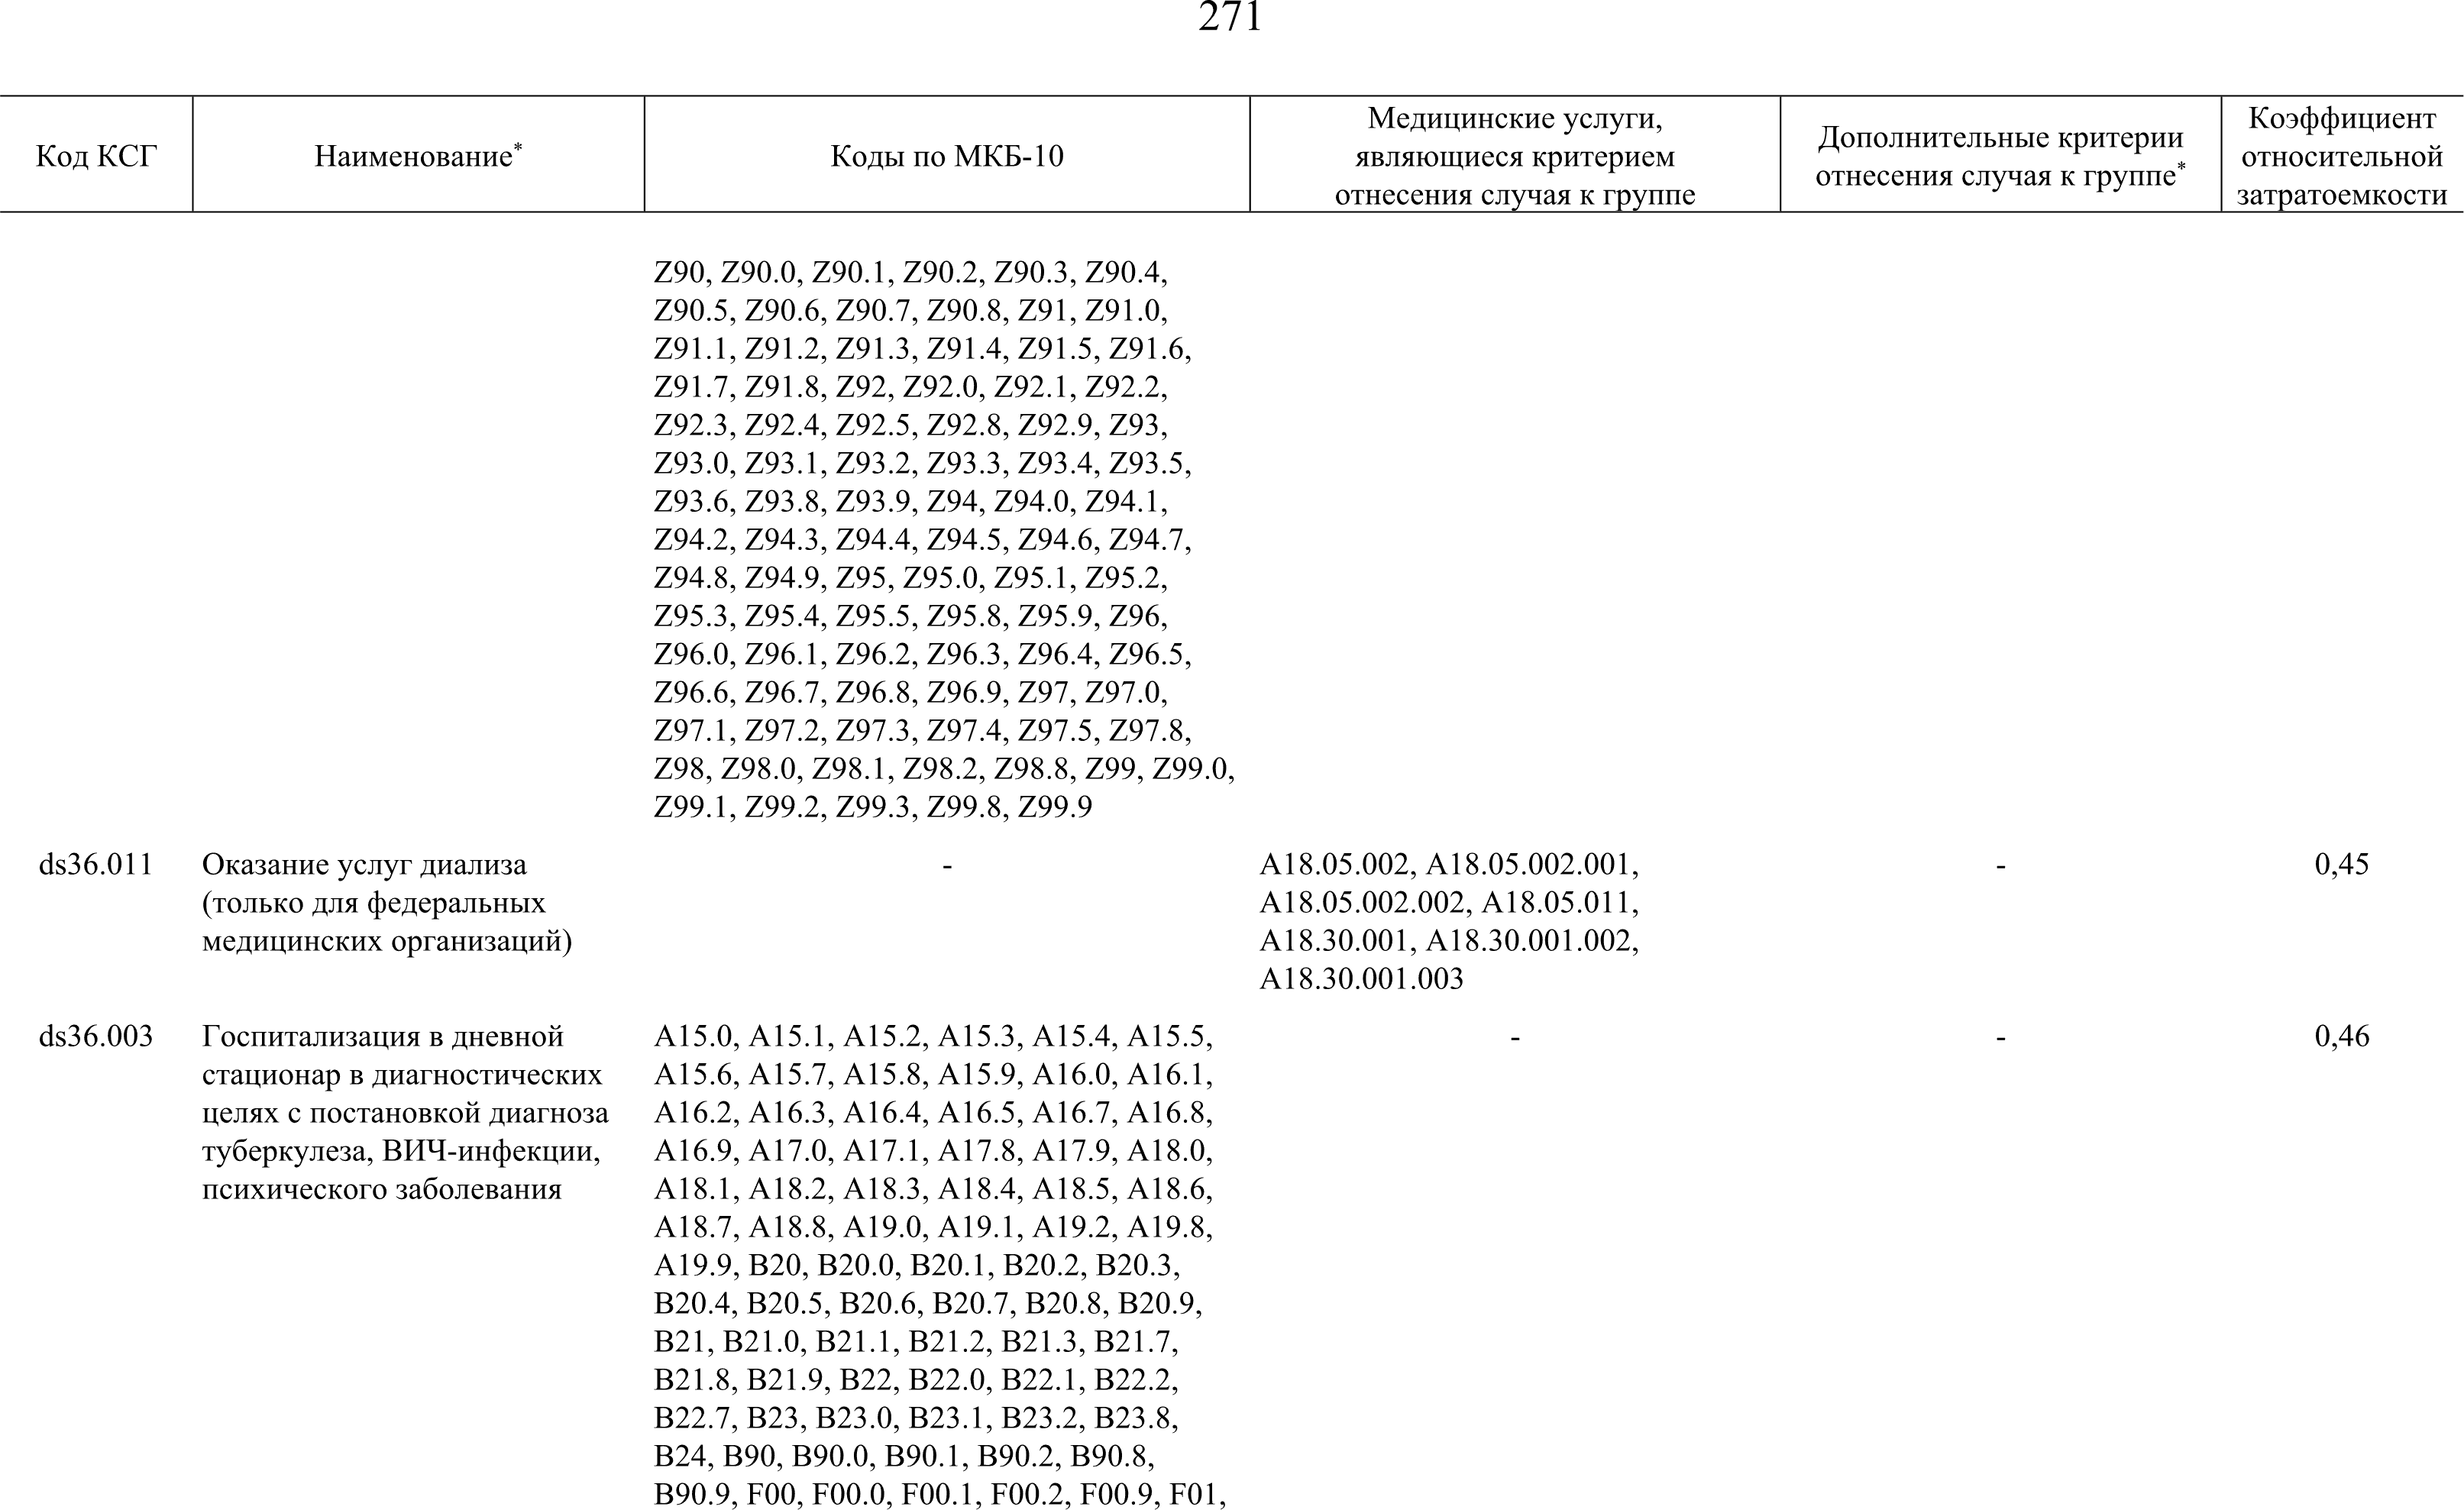 271
Код КСГ
Наименование*
Коды по МКБ-10
Медицинские услуги,
являющиеся критерием
отнесения случая к группе
Дополнительные критерии
отнесения случая к группе*
Коэффициент
относительной
затратоемкости
Z90, Z90.0, Z90.1, Z90.2, Z90.3, Z90.4,
Z90.5, Z90.6, Z90.7, Z90.8, Z91, Z91.0,
Z91.1, Z91.2, Z91.3, Z91.4, Z91.5, Z91.6,
Z91.7, Z91.8, Z92, Z92.0, Z92.1, Z92.2,
Z92.3, Z92.4, Z92.5, Z92.8, Z92.9, Z93,
Z93.0, Z93.1, Z93.2, Z93.3, Z93.4, Z93.5,
Z93.6, Z93.8, Z93.9, Z94, Z94.0, Z94.1,
Z94.2, Z94.3, Z94.4, Z94.5, Z94.6, Z94.7,
Z94.8, Z94.9, Z95, Z95.0, Z95.1, Z95.2,
Z95.3, Z95.4, Z95.5, Z95.8, Z95.9, Z96,
Z96.0, Z96.1, Z96.2, Z96.3, Z96.4, Z96.5,
Z96.6, Z96.7, Z96.8, Z96.9, Z97, Z97.0,
Z97.1, Z97.2, Z97.3, Z97.4, Z97.5, Z97.8,
Z98, Z98.0, Z98.1, Z98.2, Z98.8, Z99, Z99.0,
Z99.1, Z99.2, Z99.3, Z99.8, Z99.9
ds36.011
Оказание услуг диализа
(только для федеральных
медицинских организаций)
-
A18.05.002, A18.05.002.001,
A18.05.002.002, A18.05.011,
A18.30.001, A18.30.001.002,
A18.30.001.003
-
0,45
ds36.003
Госпитализация в дневной
стационар в диагностических
целях с постановкой диагноза
туберкулеза, ВИЧ-инфекции,
психического заболевания
A15.0, A15.1, A15.2, A15.3, A15.4, A15.5,
A15.6, A15.7, A15.8, A15.9, A16.0, A16.1,
A16.2, A16.3, A16.4, A16.5, A16.7, A16.8,
A16.9, A17.0, A17.1, A17.8, A17.9, A18.0,
A18.1, A18.2, A18.3, A18.4, A18.5, A18.6,
A18.7, A18.8, A19.0, A19.1, A19.2, A19.8,
A19.9, B20, B20.0, B20.1, B20.2, B20.3,
B20.4, B20.5, B20.6, B20.7, B20.8, B20.9,
B21, B21.0, B21.1, B21.2, B21.3, B21.7,
B21.8, B21.9, B22, B22.0, B22.1, B22.2,
B22.7, B23, B23.0, B23.1, B23.2, B23.8,
B24, B90, B90.0, B90.1, B90.2, B90.8,
B90.9, F00, F00.0, F00.1, F00.2, F00.9, F01,
-
-
0,46